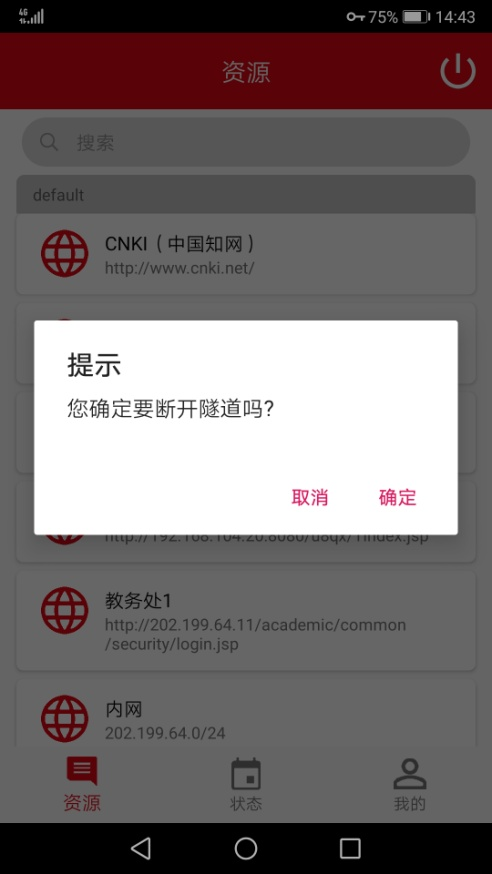 4G
75% 14:43
资源
搜索
default
CNKI（中国知网）
http://www.cnki.net/
提示
您确定要断开隧道吗?
取消 确定
http://192.168.104.20:8080/u8qx/1index.jsp
教务处1
http://202.199.64.11/academic/common
/security/login.jsp
内网
202.199.64.0/24
资源 状态 我的